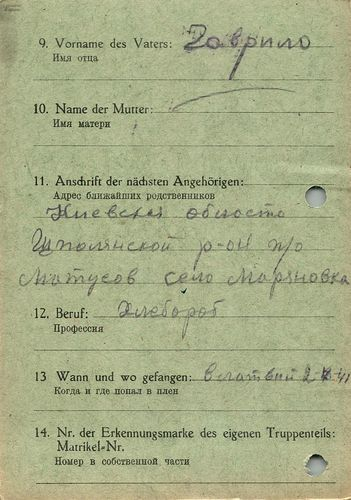 9. Vorname des Vaters: Гаврило
Имя отца
10. Name der Mutter:
Имя матери
11. Anschrift der nächsten Angehörigen:
Адрес ближайших родственников
Киевская область
Шполянской р-он п/о
Матусов село Маряновка
12. Beruf: Хлебороб
Профессия
13 Wann und wo gefangen:
Когда и где попал в плен
14. Nr. der Erkennungsmarke des eigenen Truppenteils:
Matrikel-Nr.
Номер в собственной части